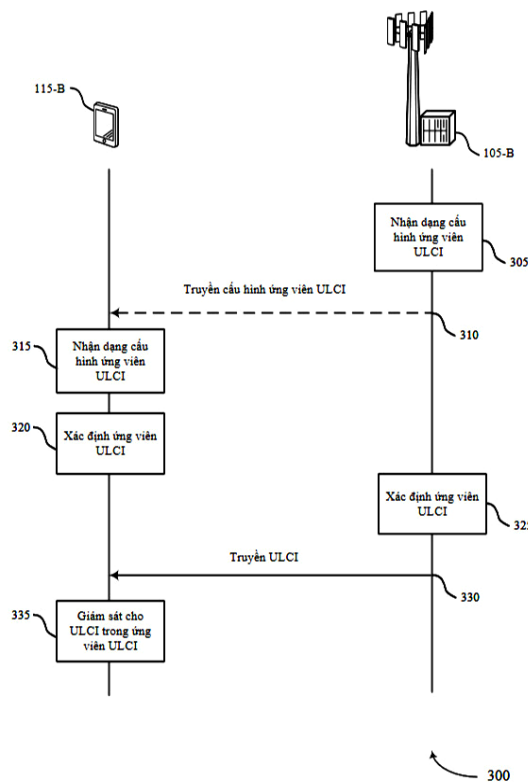 115-B
105-B
Nhận dạng cấu
hình ứng viên
ULCI
305
Truyền cấu hình ứng viên ULCI
310
315
Nhận dạng cấu
hình ứng viên
ULCI
320
Xác định ứng viên
ULCI
Xác định ứng viên
ULCI
325
Truyền ULCI
330
335
Giám sát cho
ULCI trong ứng
viên ULCI
300